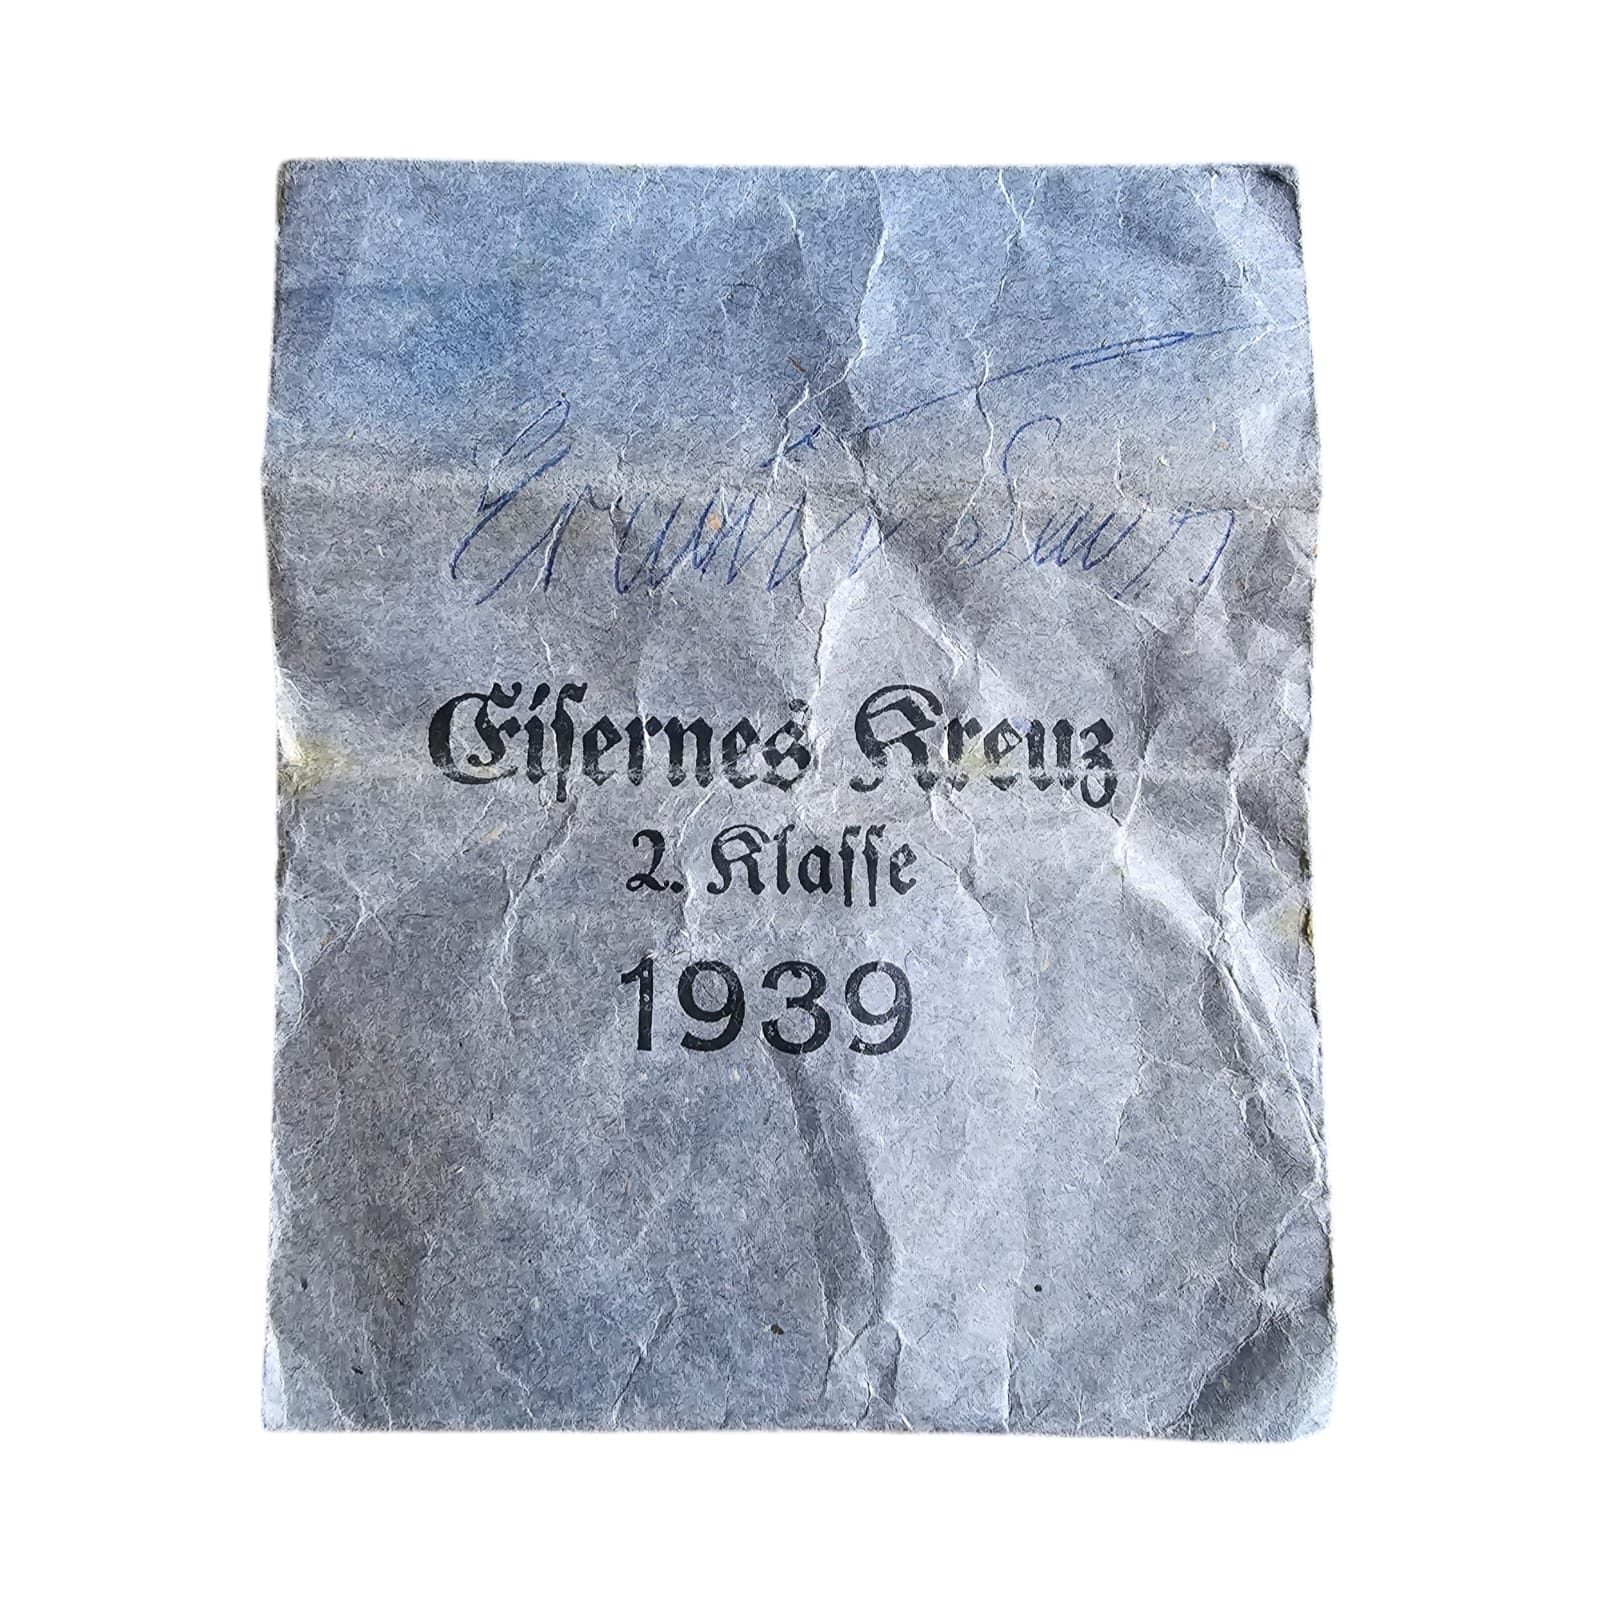 Eisernes Kreuz
2. Klasse
1939